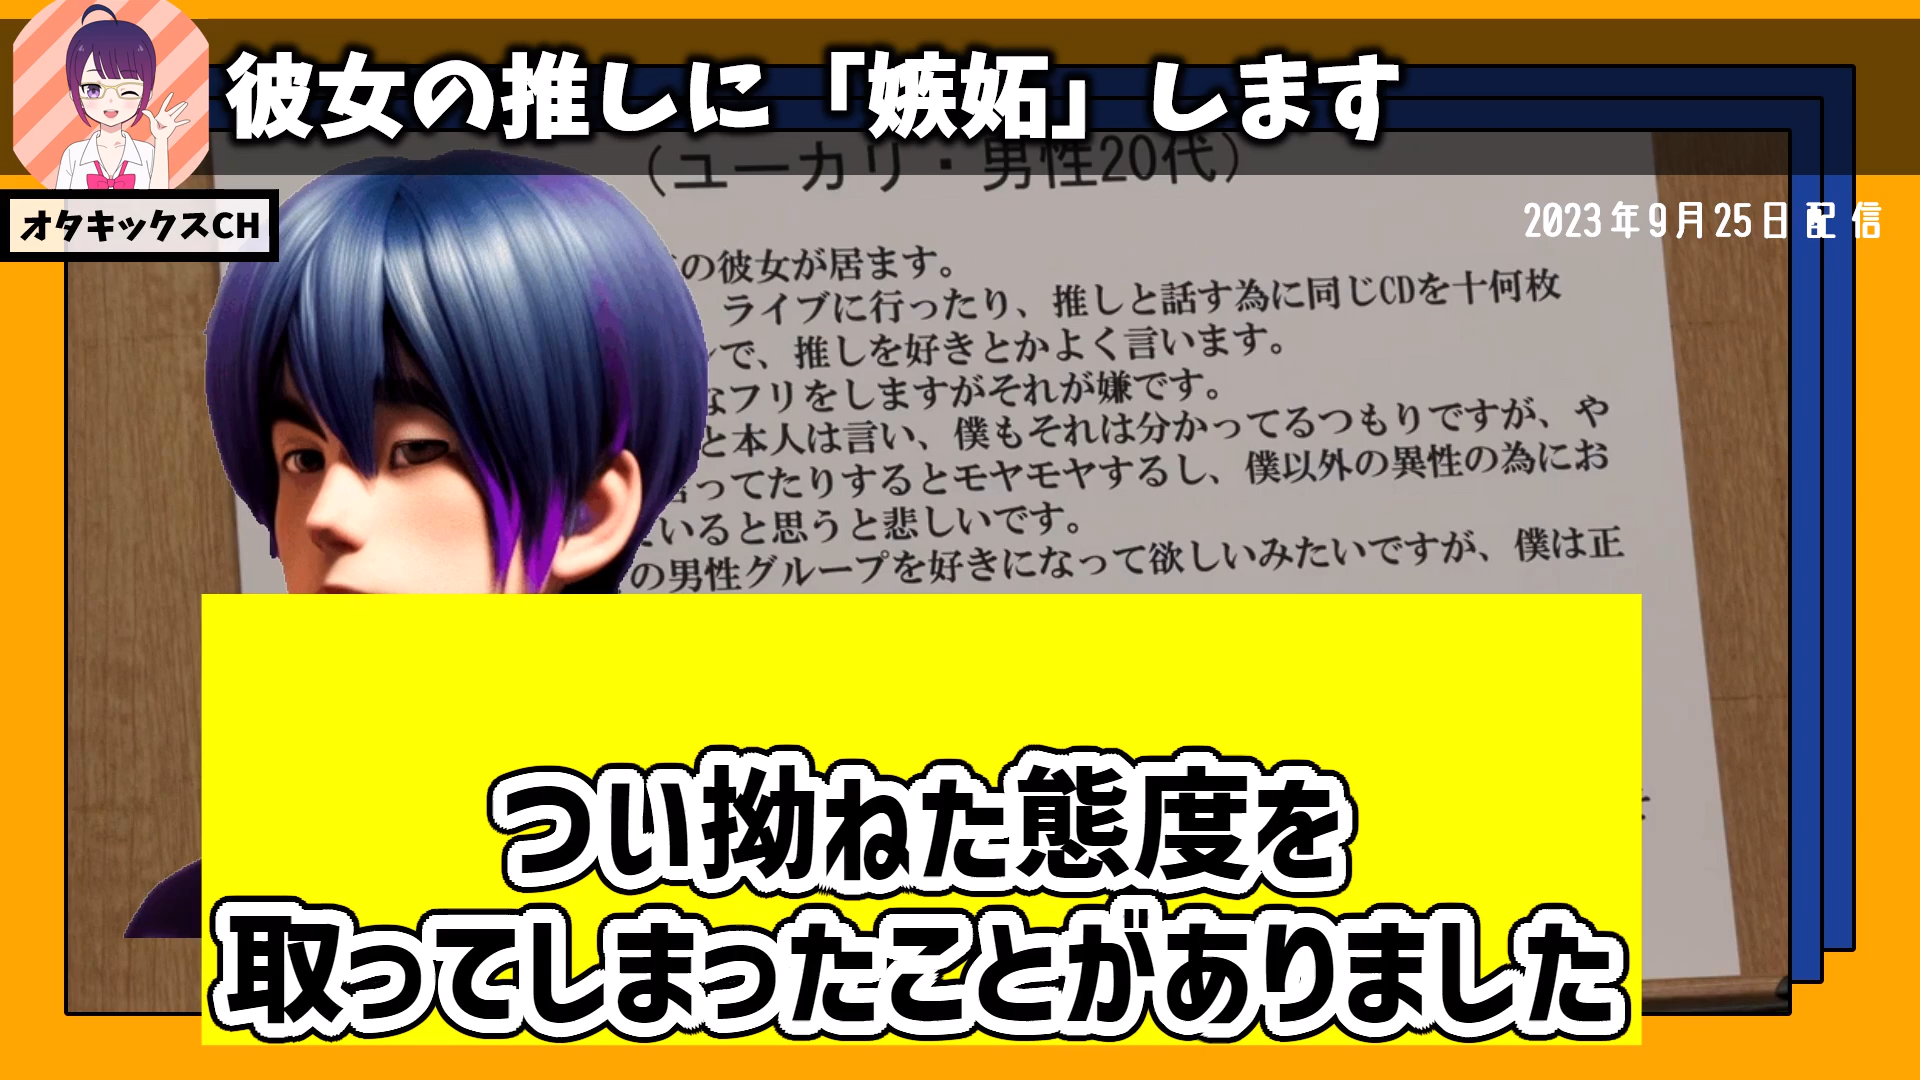 彼女の推しに「嫉妬」します
オタキックスCH
2023年9月25日配信
（ユーカリ・男性20代）
の彼女が居ます。
ライブに行ったり、推しと話す為に同じCDを十何枚
で、推しを好きとかよく言います。
なフリをしますがそれが嫌です。
と本人は言い、僕もそれは分かってるつもりですが、や
ってたりするとモヤモヤするし、僕以外の異性の為にお
いると思うと悲しいです。
の男性グループを好きになって欲しいみたいですが、僕は正
つい拗ねた態度を
取ってしまったことがありました